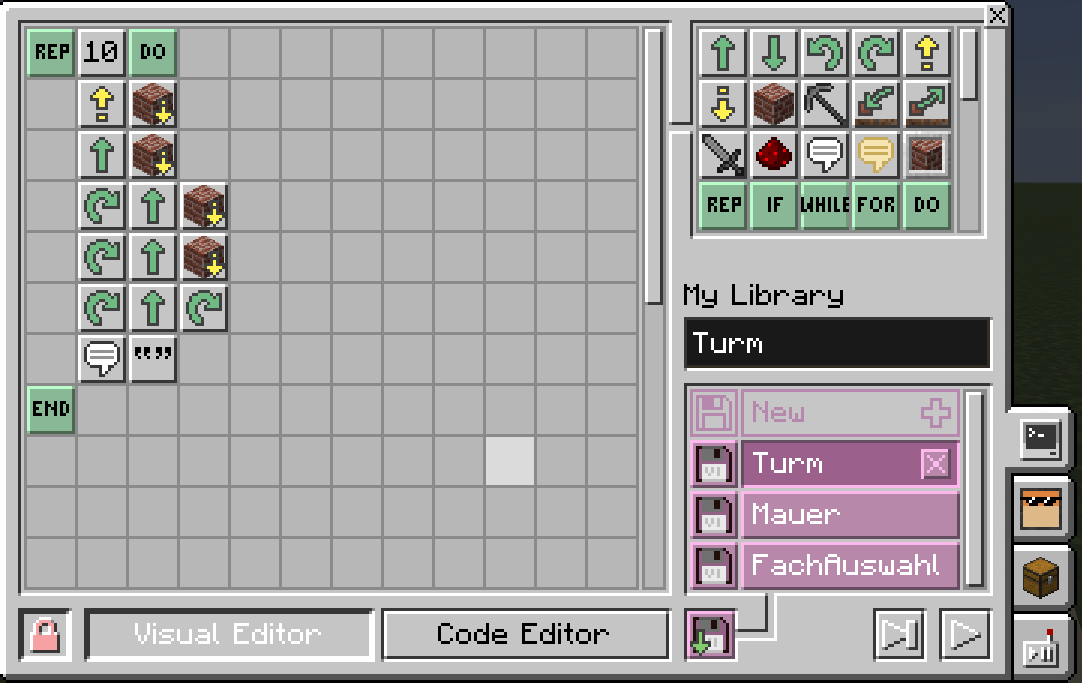 REP 10 DO
""
END
REP IF WHILE FOR DO
My Library
Turm
New
Turm
Mauer
FachAuswahl
Visual Editor
Code Editor